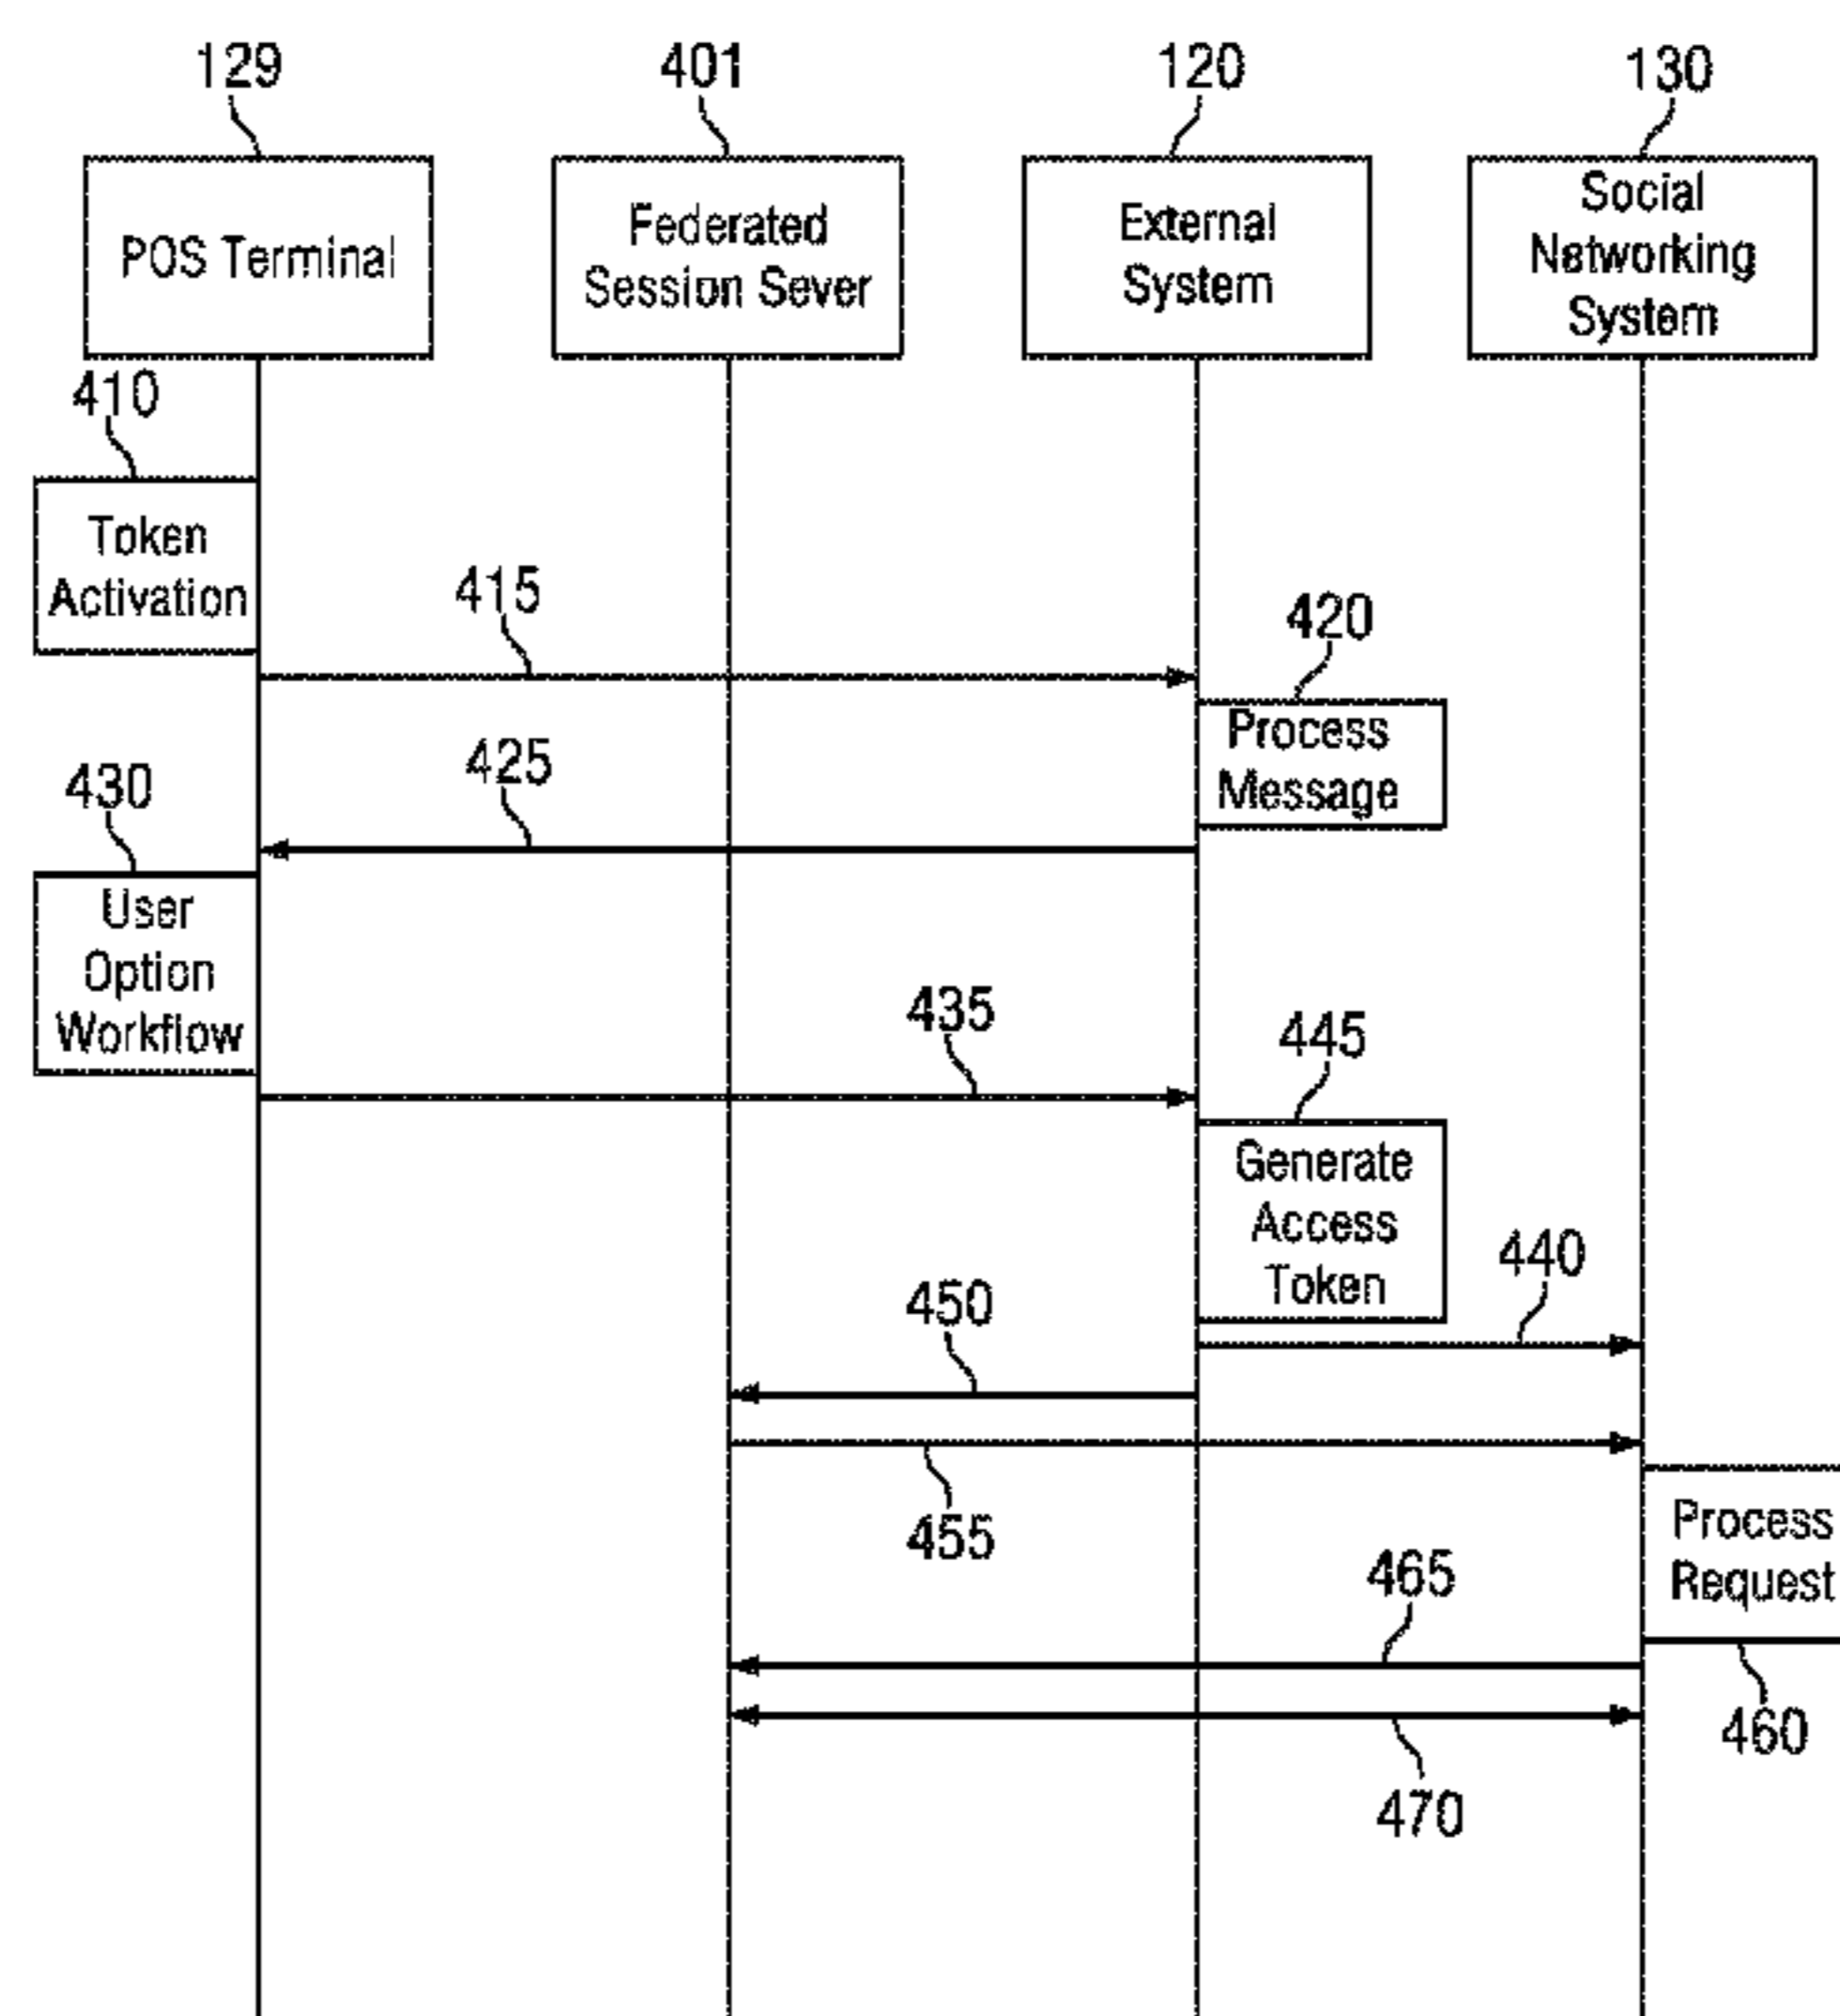 129
401
120
130
POS Terminal
Federated
Session Sever
External
System
Social
Networking
System
410
Token
Activation
415
420
Process
Message
425
430
User
Option
Workflow
435
445
Generate
Access
Token
440
450
455
Process
Request
465
460
470